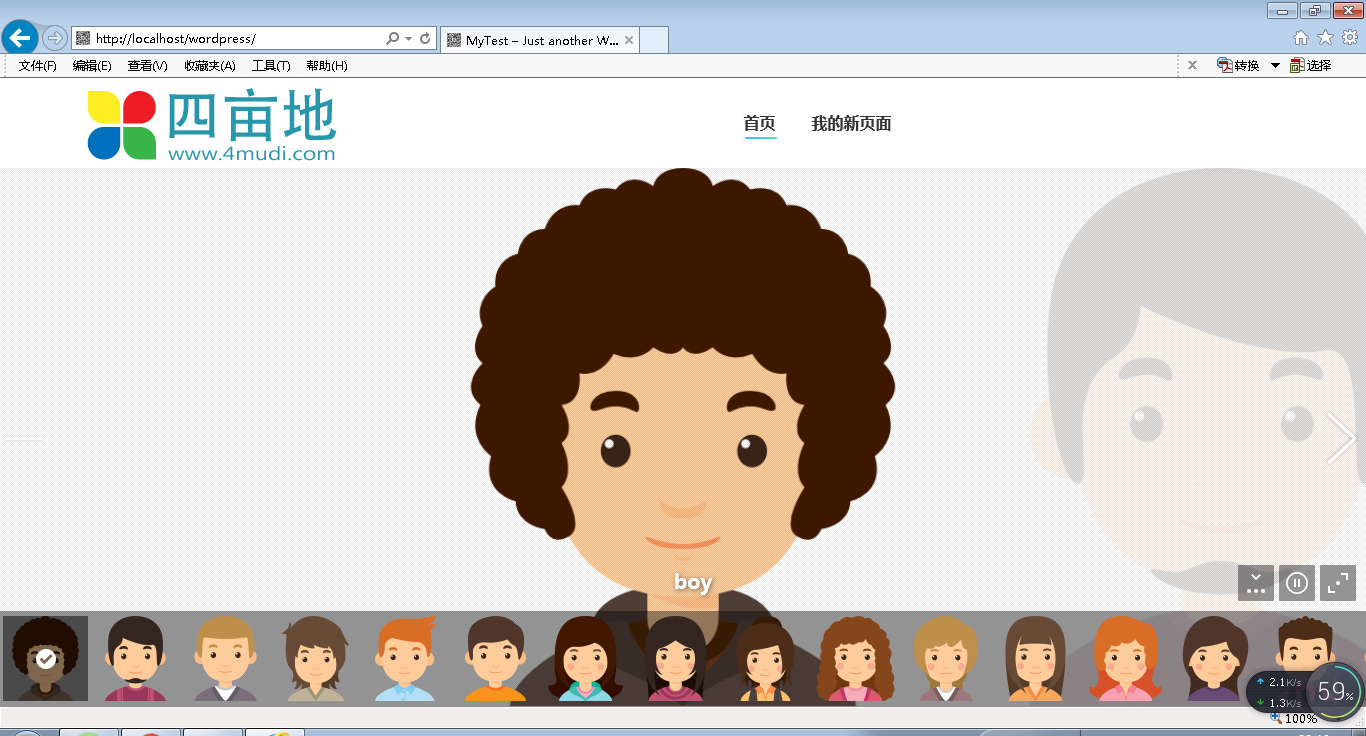 http://localhost/wordpress/
MyTest – Just another W...
文件(F) 编辑(E) 查看(V) 收藏夹(A) 工具(T) 帮助(H)
转换 选择
四亩地
www.4mudi.com
首页 我的新页面
boy
2.1K/s
1.3K/s
59%
100%